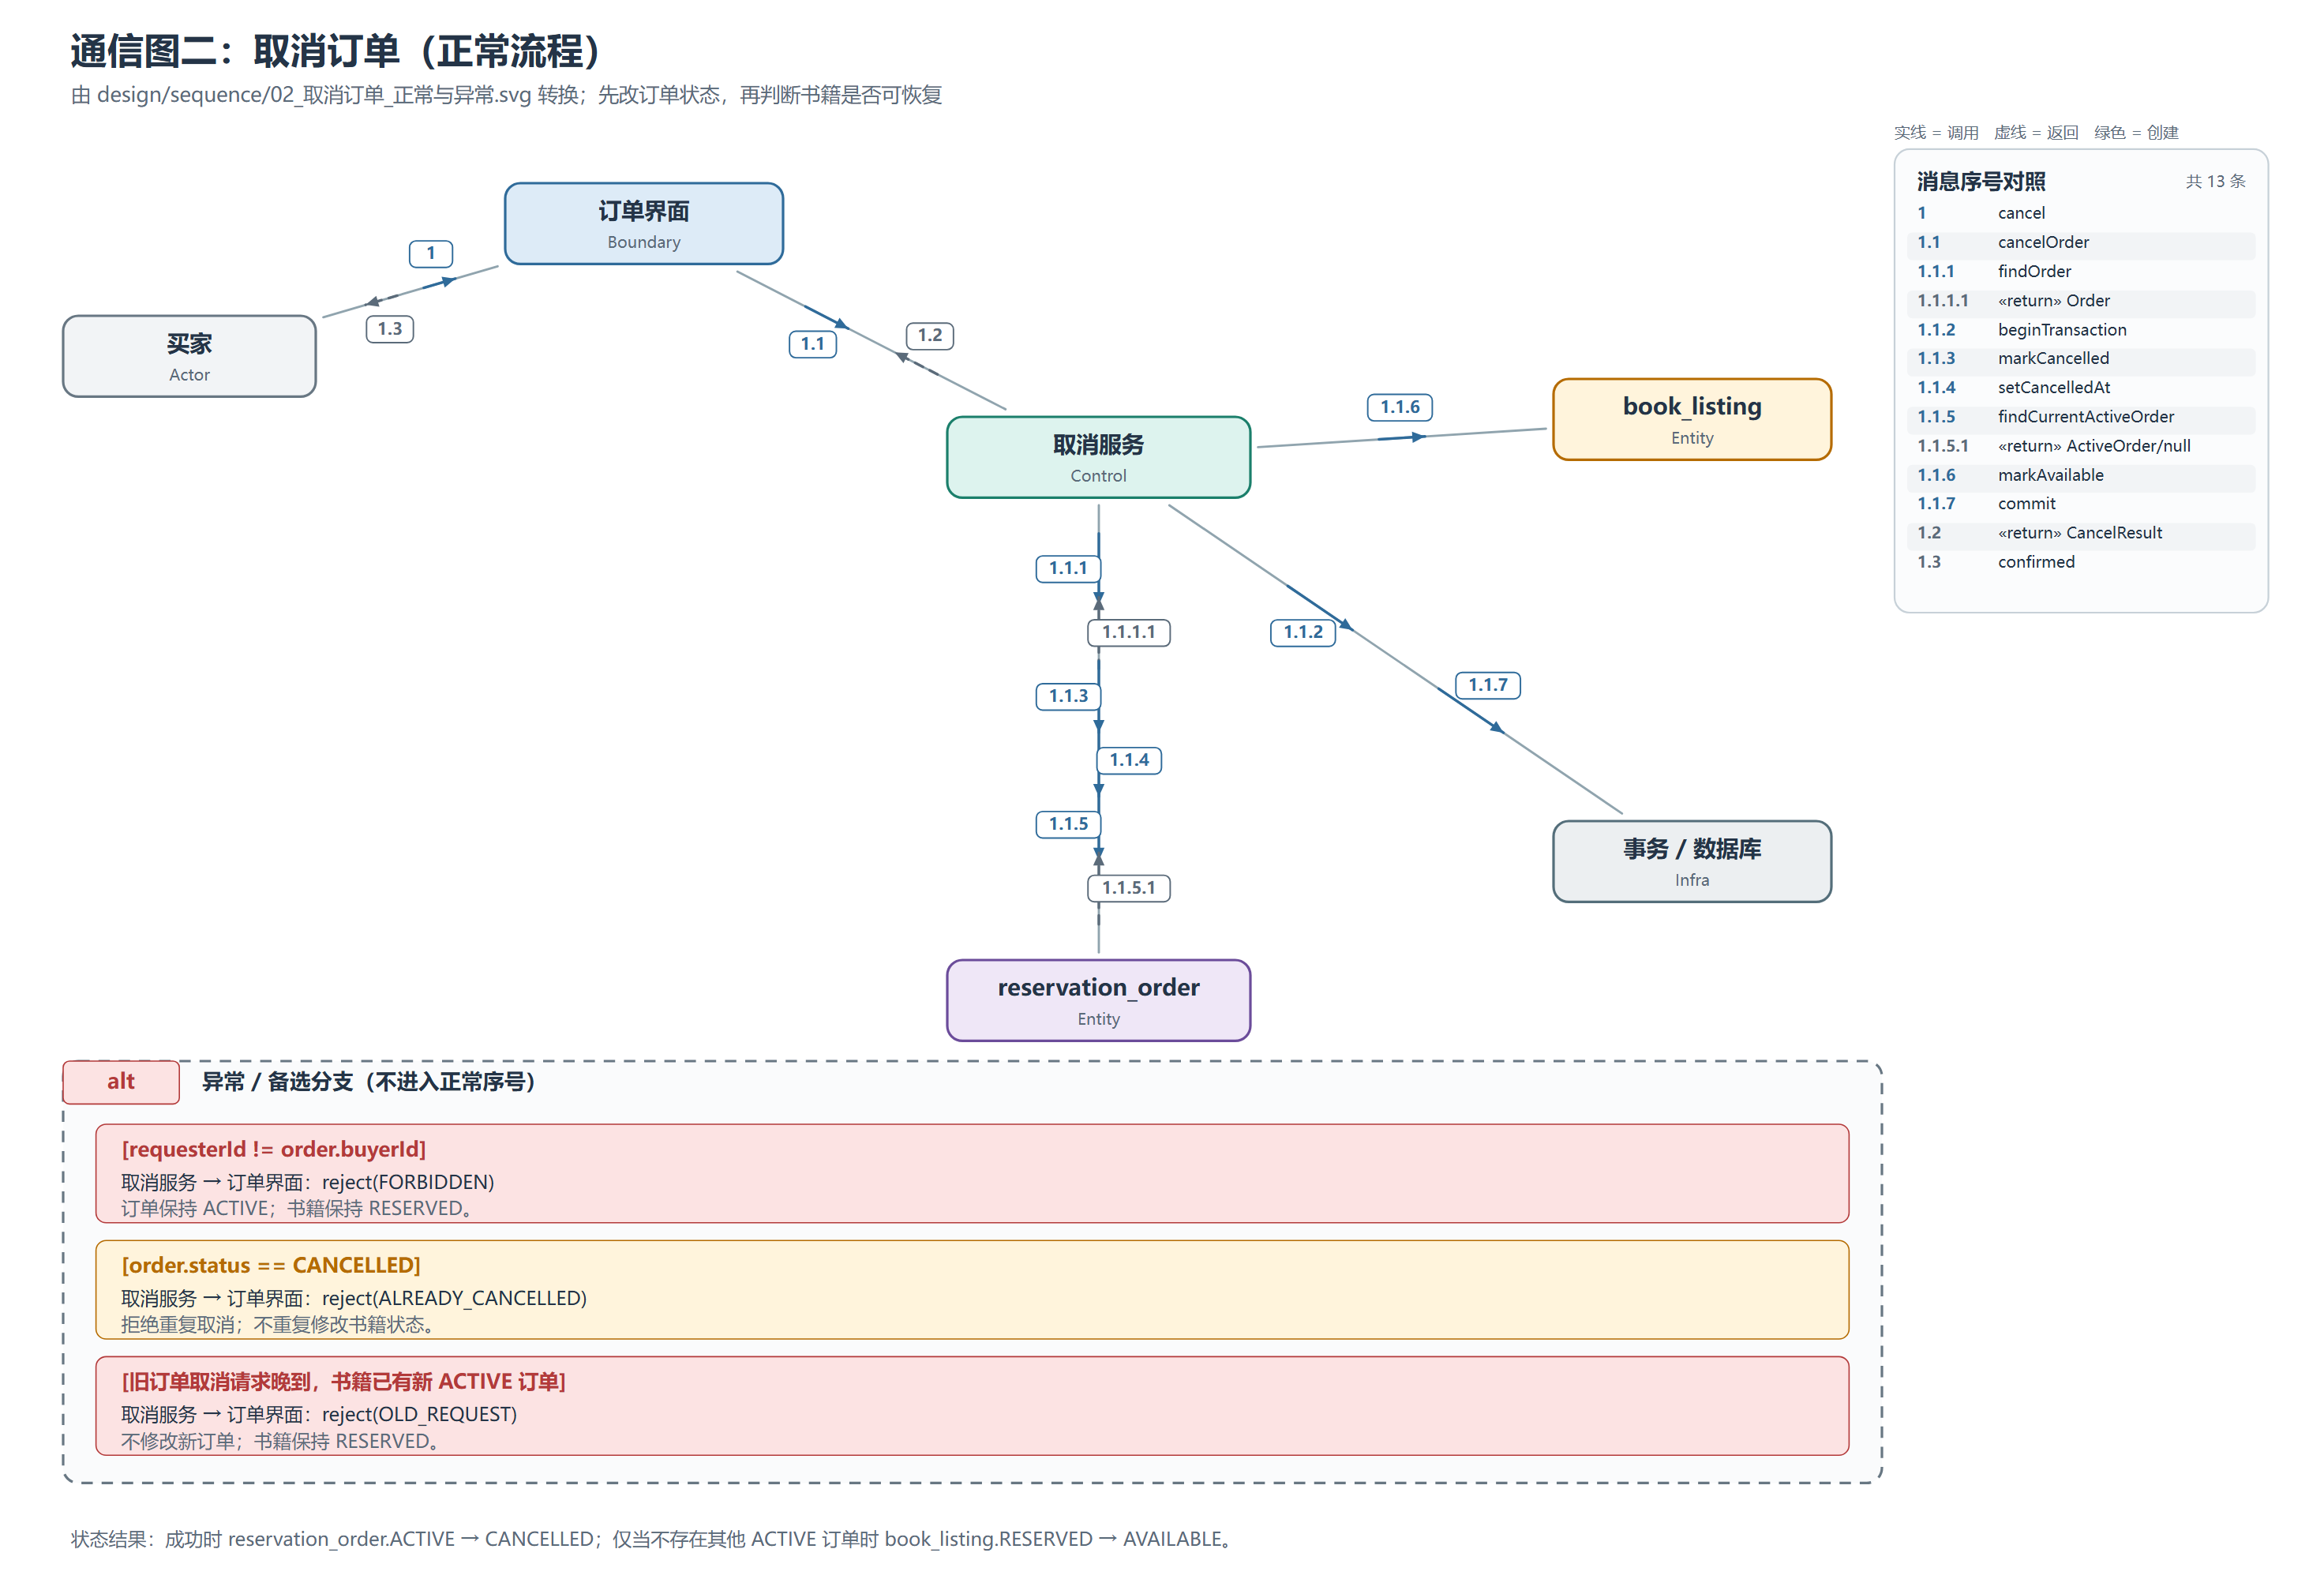 通信图二：取消订单（正常流程）
由 design/sequence/02_取消订单_正常与异常.svg 转换；先改订单状态，再判断书籍是否可恢复
实线 = 调用 虚线 = 返回 绿色 = 创建
消息序号对照 共 13 条
1 cancel
1.1 cancelOrder
1.1.1 findOrder
1.1.1.1 «return» Order
1.1.2 beginTransaction
1.1.3 markCancelled
1.1.4 setCancelledAt
1.1.5 findCurrentActiveOrder
1.1.5.1 «return» ActiveOrder/null
1.1.6 markAvailable
1.1.7 commit
1.2 «return» CancelResult
1.3 confirmed
订单界面
Boundary
1
1.3
买家
Actor
1.1
1.2
取消服务
Control
1.1.6
book_listing
Entity
1.1.1
1.1.1.1
1.1.2
1.1.3
1.1.7
1.1.4
1.1.5
1.1.5.1
事务 / 数据库
Infra
reservation_order
Entity
alt
异常 / 备选分支（不进入正常序号）
[requesterId != order.buyerId]
取消服务 → 订单界面：reject(FORBIDDEN)
订单保持 ACTIVE；书籍保持 RESERVED。
[order.status == CANCELLED]
取消服务 → 订单界面：reject(ALREADY_CANCELLED)
拒绝重复取消；不重复修改书籍状态。
[旧订单取消请求晚到，书籍已有新 ACTIVE 订单]
取消服务 → 订单界面：reject(OLD_REQUEST)
不修改新订单；书籍保持 RESERVED。
状态结果：成功时 reservation_order.ACTIVE → CANCELLED；仅当不存在其他 ACTIVE 订单时 book_listing.RESERVED → AVAILABLE。